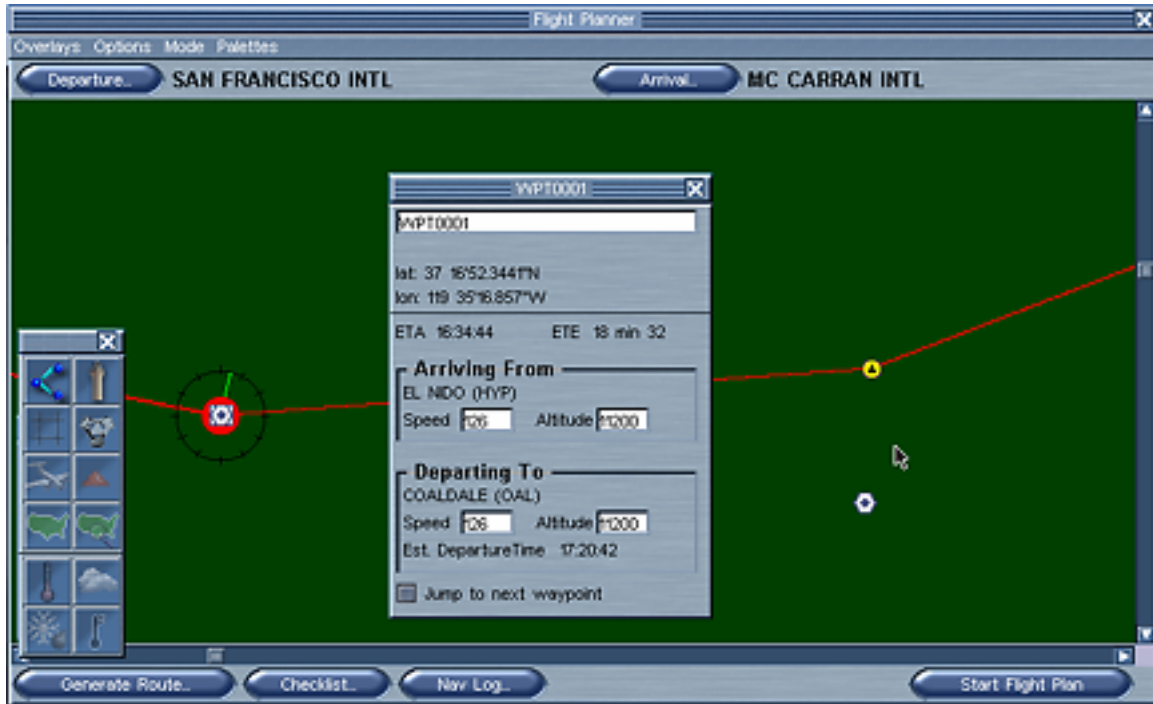 Flight Planner
Overlays Options Mode Palettes
Departure... SAN FRANCISCO INTL Arrival... MC CARRAN INTL
WPT0001
WPT0001
lat: 37 16'52.3441"N
lon: 119 35'16.857"W
ETA 16:34:44 ETE 18 min 32
Arriving From
EL NIDO (HYP)
Speed 126 Altitude 11200
Departing To
COALDALE (OAL)
Speed 126 Altitude 11200
Est. DepartureTime 17:20:42
Jump to next waypoint
Generate Route... Checklist... Nav Log... Start Flight Plan